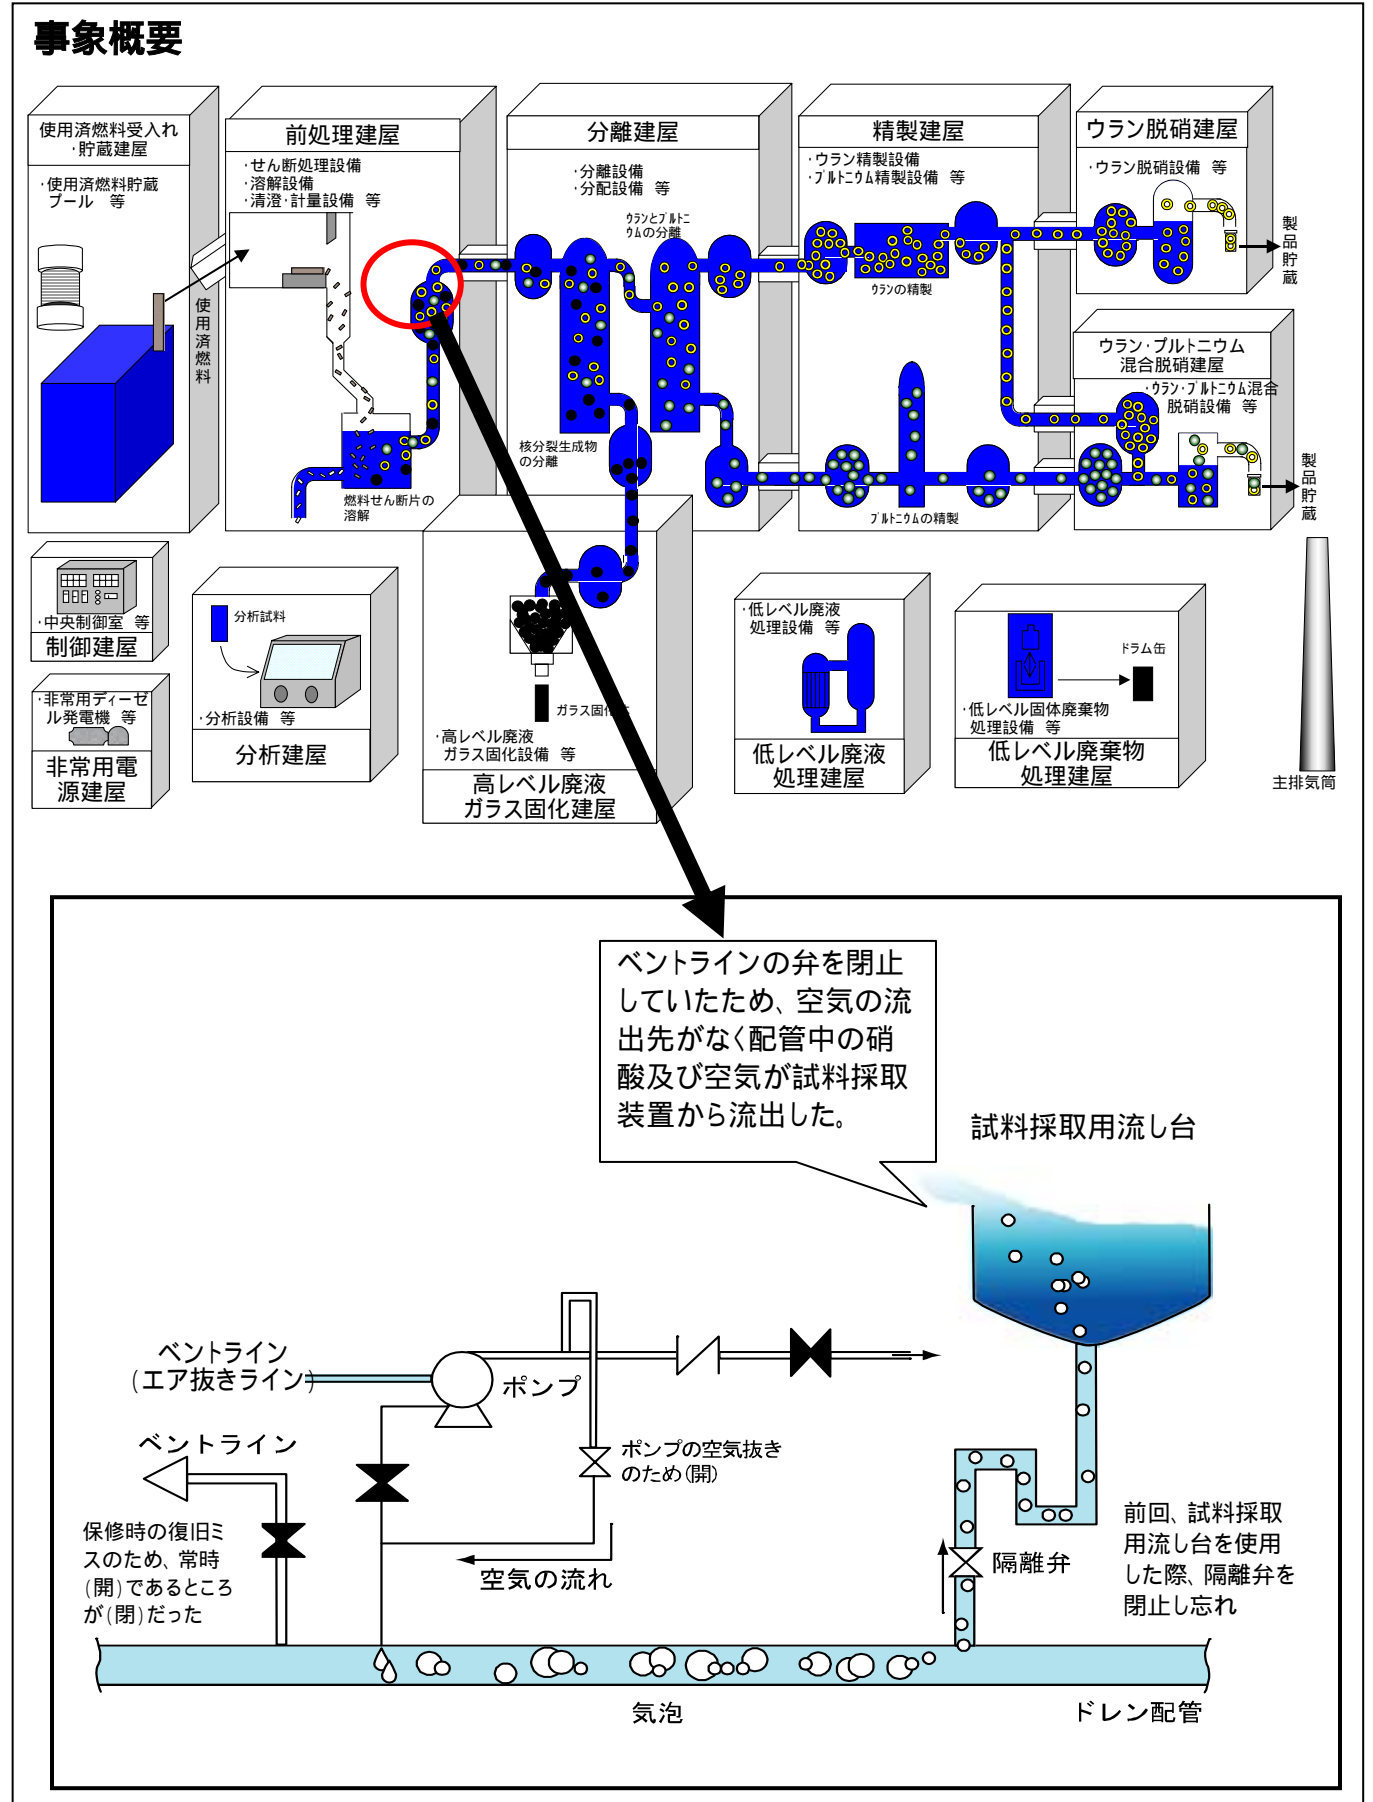 事象概要
使用済燃料受入れ
・貯蔵建屋
・使用済燃料貯蔵
プール 等
使用済燃料
前処理建屋
・せん断処理設備
・溶解設備
・清澄・計量設備 等
燃料せん断片の
溶解
分離建屋
・分離設備
・分配設備 等
ウランとプルトニ
ウムの分離
核分裂生成物
の分離
精製建屋
・ウラン精製設備
・プルトニウム精製設備 等
ウランの精製
プルトニウムの精製
ウラン脱硝建屋
・ウラン脱硝設備 等
製品貯蔵
ウラン・プルトニウム
混合脱硝建屋
・ウラン・プルトニウム混合
脱硝設備 等
製品貯蔵
・中央制御室 等
制御建屋
分析試料
・分析設備 等
分析建屋
・非常用ディーゼ
ル発電機 等
非常用電
源建屋
ガラス固化
・高レベル廃液
ガラス固化設備 等
高レベル廃液
ガラス固化建屋
・低レベル廃液
処理設備 等
低レベル廃液
処理建屋
ドラム缶
・低レベル固体廃棄物
処理設備 等
低レベル廃棄物
処理建屋
主排気筒
ベントラインの弁を閉止
していたため、空気の流
出先がなく配管中の硝
酸及び空気が試料採取
装置から流出した。
試料採取用流し台
ベントライン
(エア抜きライン)
ポンプ
ベントライン
ポンプの空気抜き
のため(開)
保修時の復旧ミ
スのため、常時
(開)であるところ
が(閉)だった
空気の流れ
隔離弁
前回、試料採取
用流し台を使用
した際、隔離弁を
閉止し忘れ
気泡
ドレン配管